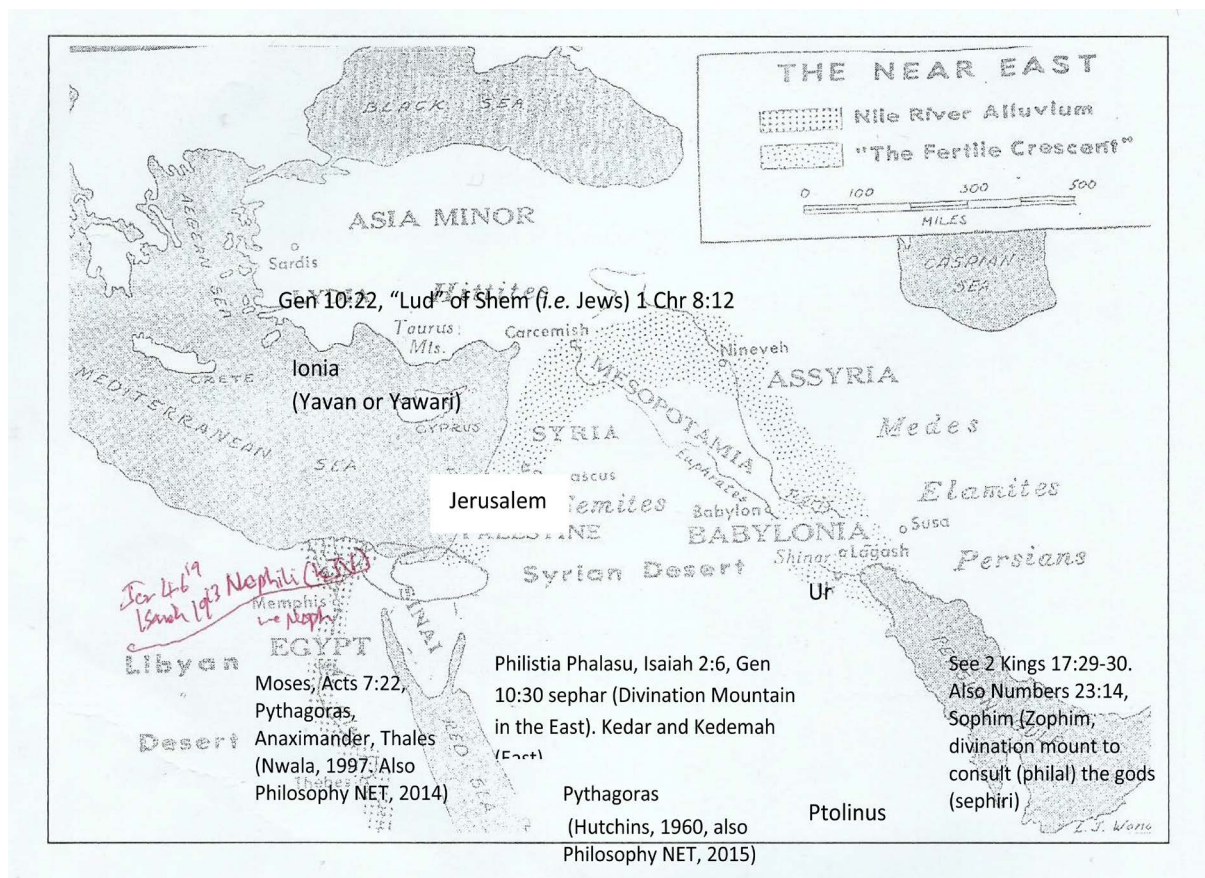 THE NEAR EAST
Nile River Alluvium
"The Fertile Crescent"
0 100 300 500
MILES
BLACK SEA
CASPIAN
SEA
AEGEAN
SEA
ASIA MINOR
Sardis
LYDIA Hittites
Gen 10:22, “Lud” of Shem (i.e. Jews) 1 Chr 8:12
Taurus
Mts.
Carcemish
Nineveh
ASSYRIA
Ionia
(Yavan or Yawari)
CRETE
CYPRUS
MEDITERRANEAN
SEA
MESOPOTAMIA
SYRIA
Euphrates
Medes
Elamites
Persians
ascus
Jerusalem
emites
Babylon
BABYLONIA
Susa
Shinar
Lagash
Ur
Syrian Desert
Jer 46 19
Isaiah 19 13 Nephili (KJV)
Memphis
Noph
SINAI
EGYPT
Libyan
Desert
Moses, Acts 7:22,
Pythagoras,
Anaximander, Thales
(Nwala, 1997. Also
Philosophy NET, 2014)
Thebes
RED SEA
Philistia Phalasu, Isaiah 2:6, Gen
10:30 sephar (Divination Mountain
in the East). Kedar and Kedemah
(East)
Pythagoras
(Hutchins, 1960, also
Philosophy NET, 2015)
Ptolinus
See 2 Kings 17:29-30.
Also Numbers 23:14,
Sophim (Zophim,
divination mount to
consult (philal) the gods
(sephiri)